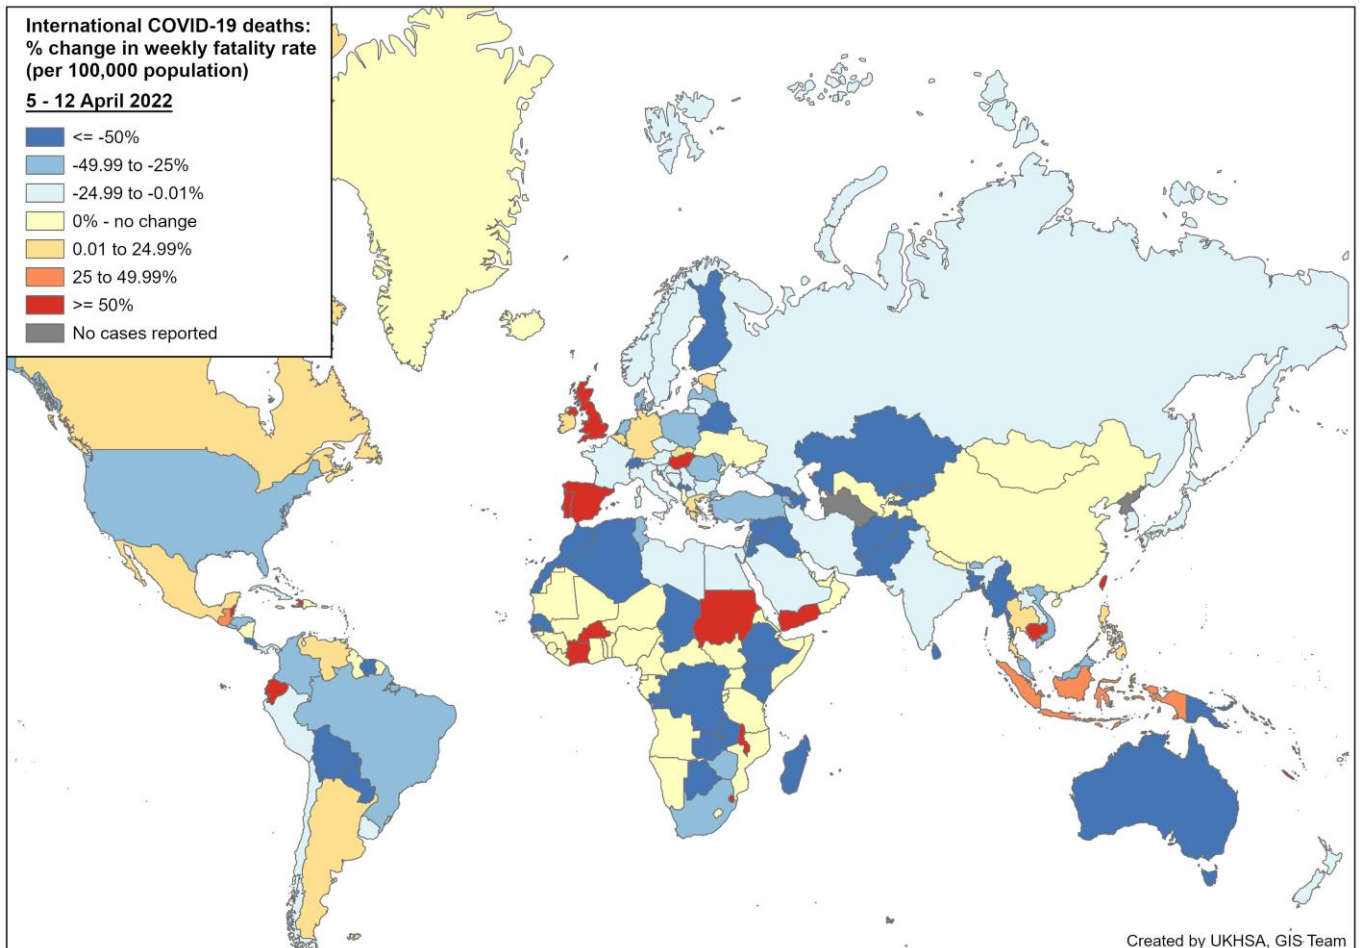 International COVID-19 deaths:
% change in weekly fatality rate
(per 100,000 population)
5 - 12 April 2022
<= -50%
-49.99 to -25%
-24.99 to -0.01%
0% - no change
0.01 to 24.99%
25 to 49.99%
>= 50%
No cases reported
Created by UKHSA, GIS Team